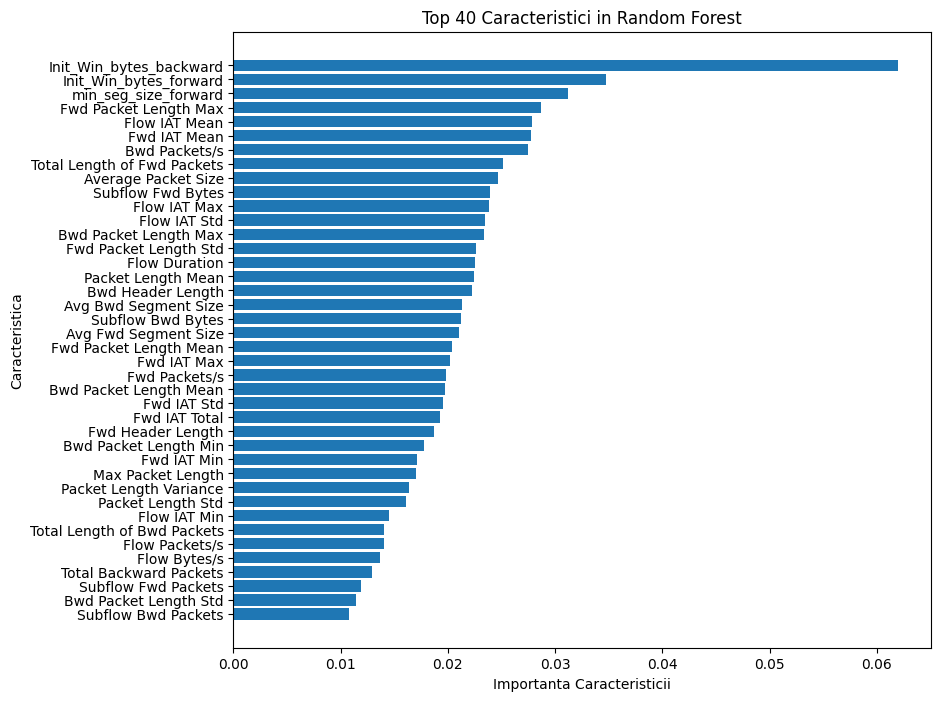 Top 40 Caracteristici in Random Forest
Caracteristica
Init_Win_bytes_backward
Init_Win_bytes_forward
min_seg_size_forward
Fwd Packet Length Max
Flow IAT Mean
Fwd IAT Mean
Bwd Packets/s
Total Length of Fwd Packets
Average Packet Size
Subflow Fwd Bytes
Flow IAT Max
Flow IAT Std
Bwd Packet Length Max
Fwd Packet Length Std
Flow Duration
Packet Length Mean
Bwd Header Length
Avg Bwd Segment Size
Subflow Bwd Bytes
Avg Fwd Segment Size
Fwd Packet Length Mean
Fwd IAT Max
Fwd Packets/s
Bwd Packet Length Mean
Fwd IAT Std
Fwd IAT Total
Fwd Header Length
Bwd Packet Length Min
Fwd IAT Min
Max Packet Length
Packet Length Variance
Packet Length Std
Flow IAT Min
Total Length of Bwd Packets
Flow Packets/s
Flow Bytes/s
Total Backward Packets
Subflow Fwd Packets
Bwd Packet Length Std
Subflow Bwd Packets
0.00 0.01 0.02 0.03 0.04 0.05 0.06
Importanta Caracteristicii